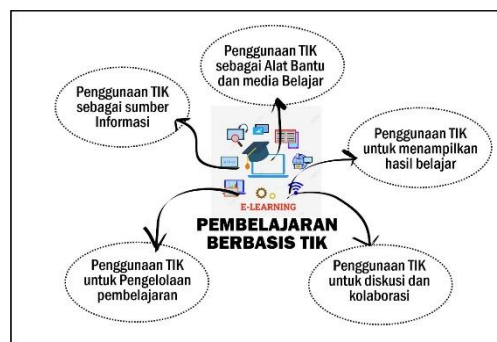 Penggunaan TIK
sebagai Alat Bantu
dan media Belajar
Penggunaan TIK
sebagai sumber
Informasi
Penggunaan TIK
untuk menampilkan
hasil belajar
E-LEARNING
PEMBELAJARAN
BERBASIS TIK
Penggunaan TIK
untuk Pengelolaan
pembelajaran
Penggunaan TIK
untuk diskusi dan
kolaborasi